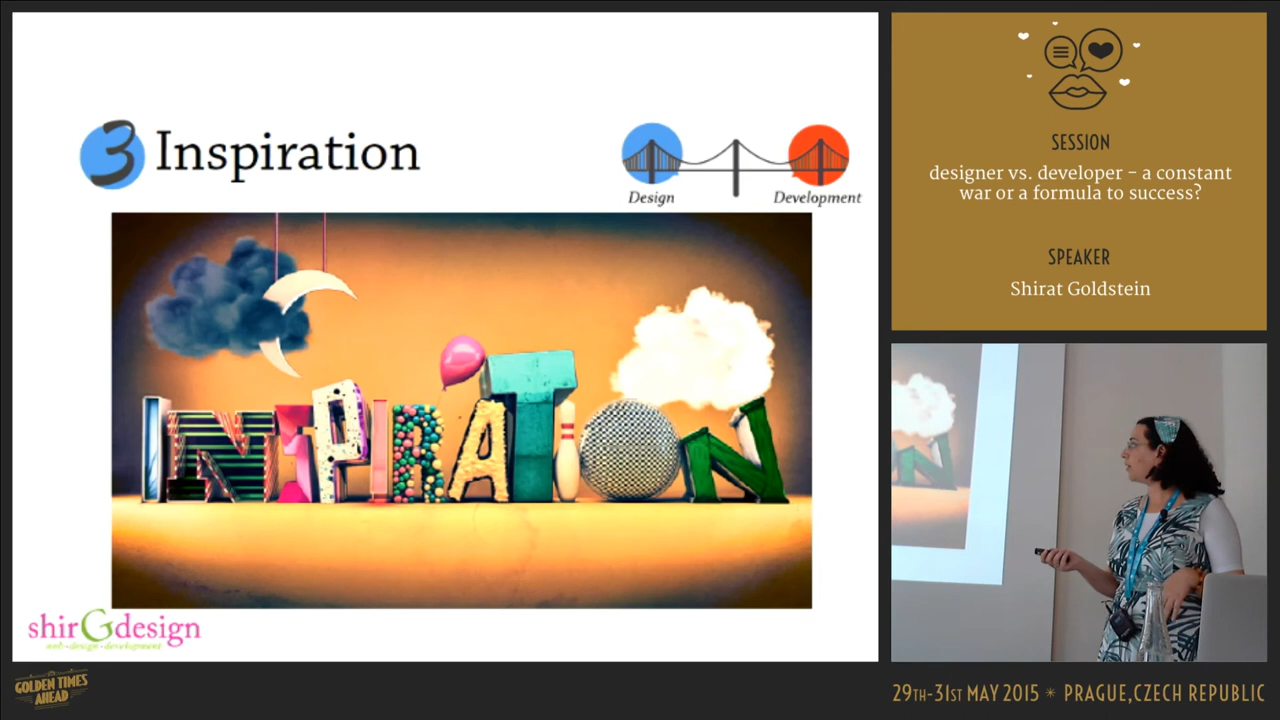 3 Inspiration
Design
Development
INSPIRATION
shirGdesign
web-design-development
SESSION
designer vs. developer - a constant
war or a formula to success?
SPEAKER
Shirat Goldstein
GOLDEN TIMES
AHEAD
29TH-31ST MAY 2015 * PRAGUE,CZECH REPUBLIC